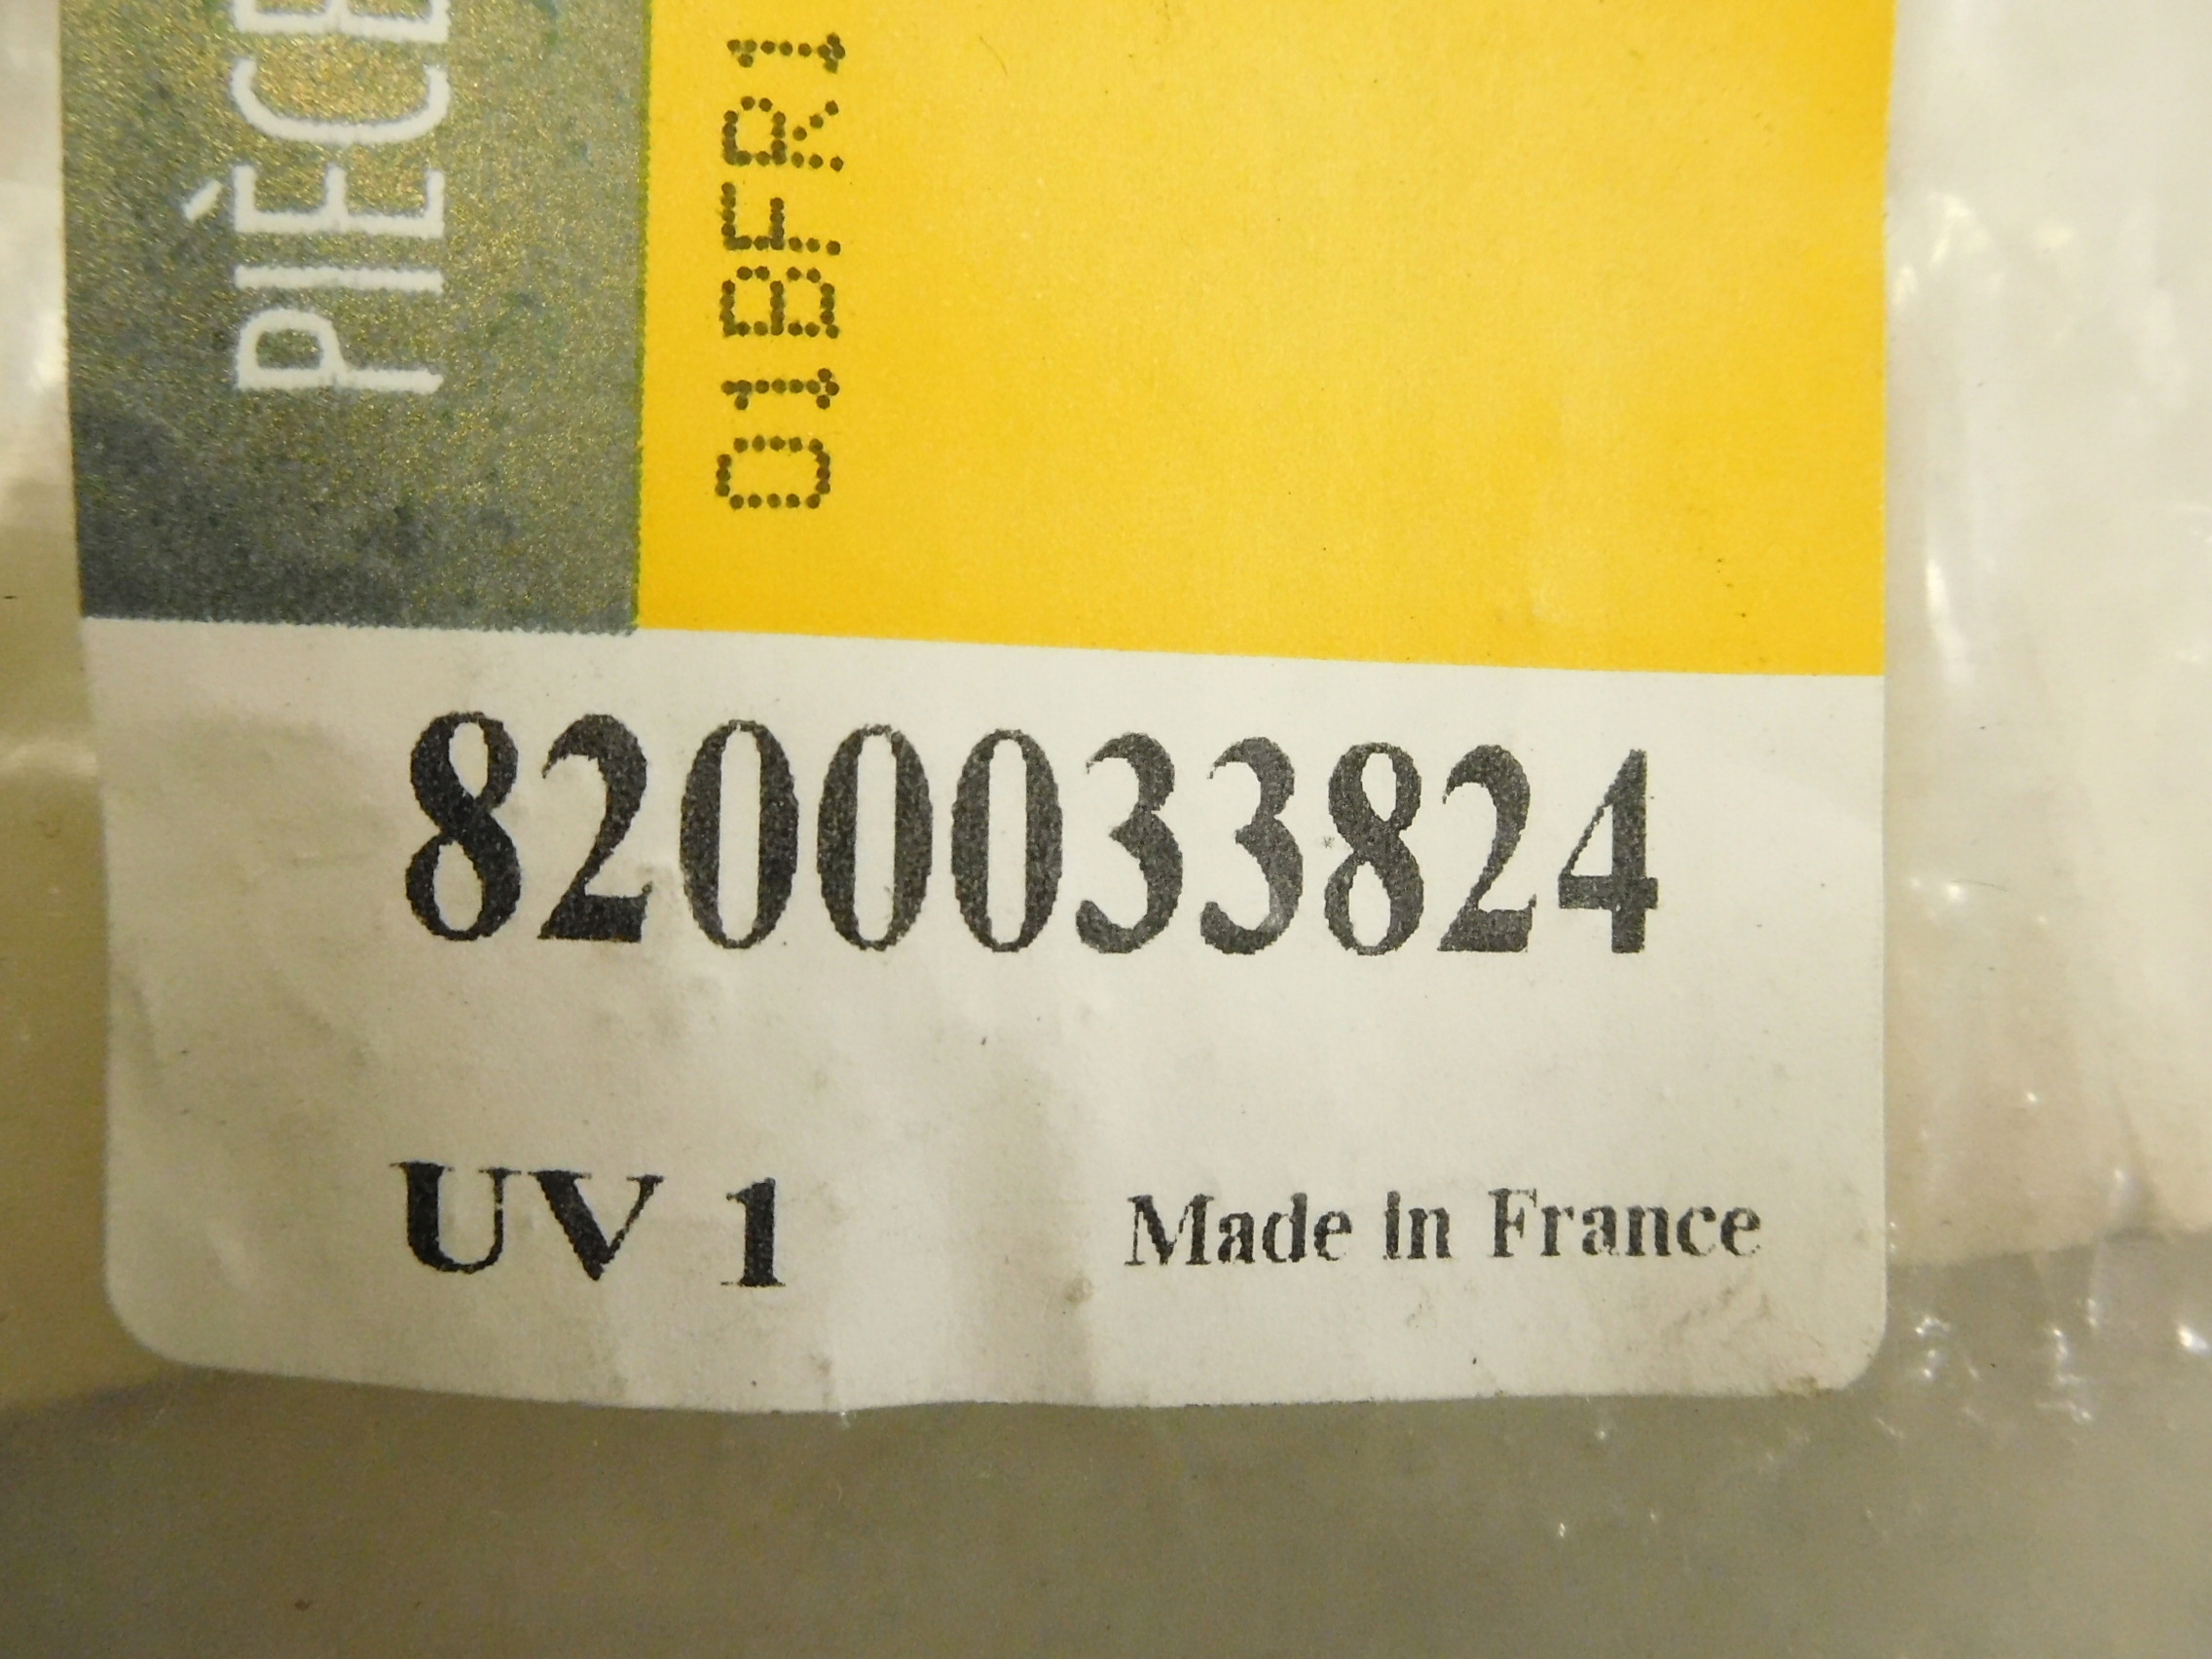 PIÈCE
01BFR1
8200033824
UV 1
Made in France